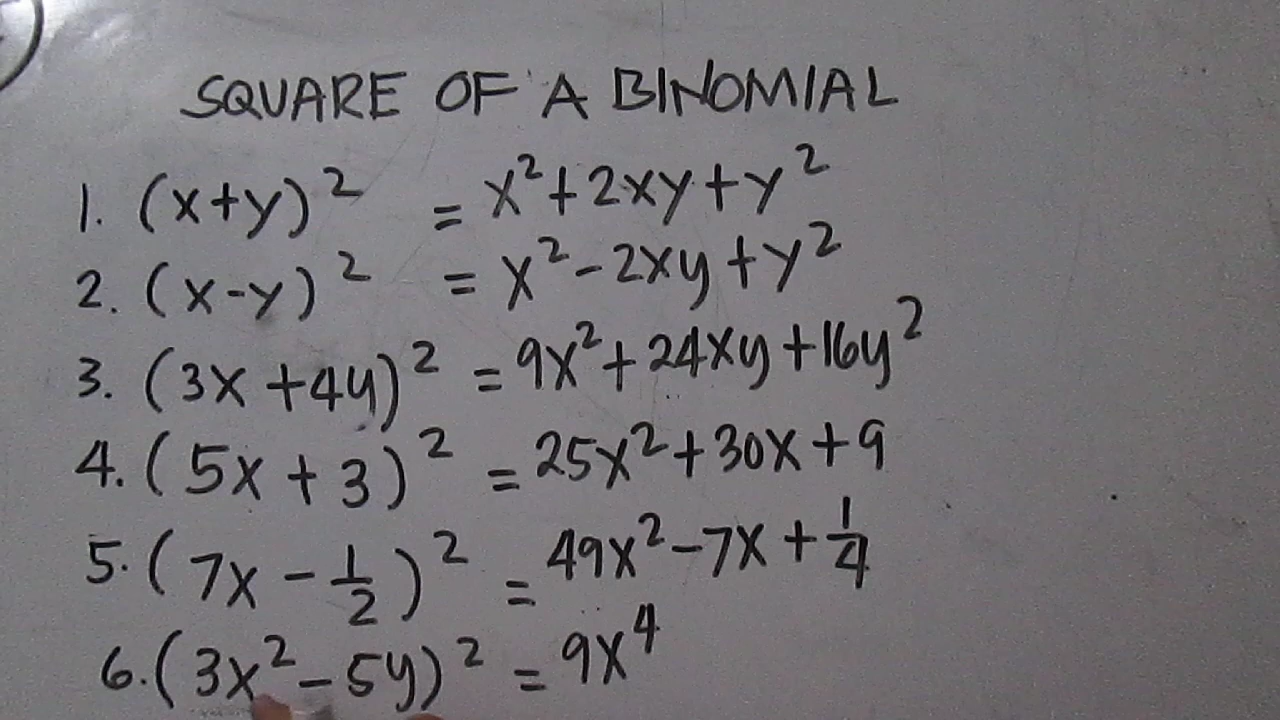 SQUARE OF A BINOMIAL
1. (x+y)² = x²+2xy+y²
2. (x-y)² = x²-2xy+y²
3. (3x+4y)² = 9x²+24xy+16y²
4. (5x+3)² = 25x²+30x+9
5. (7x-1/2)² = 49x²-7x+1/4
6. (3x²-5y)² = 9x⁴